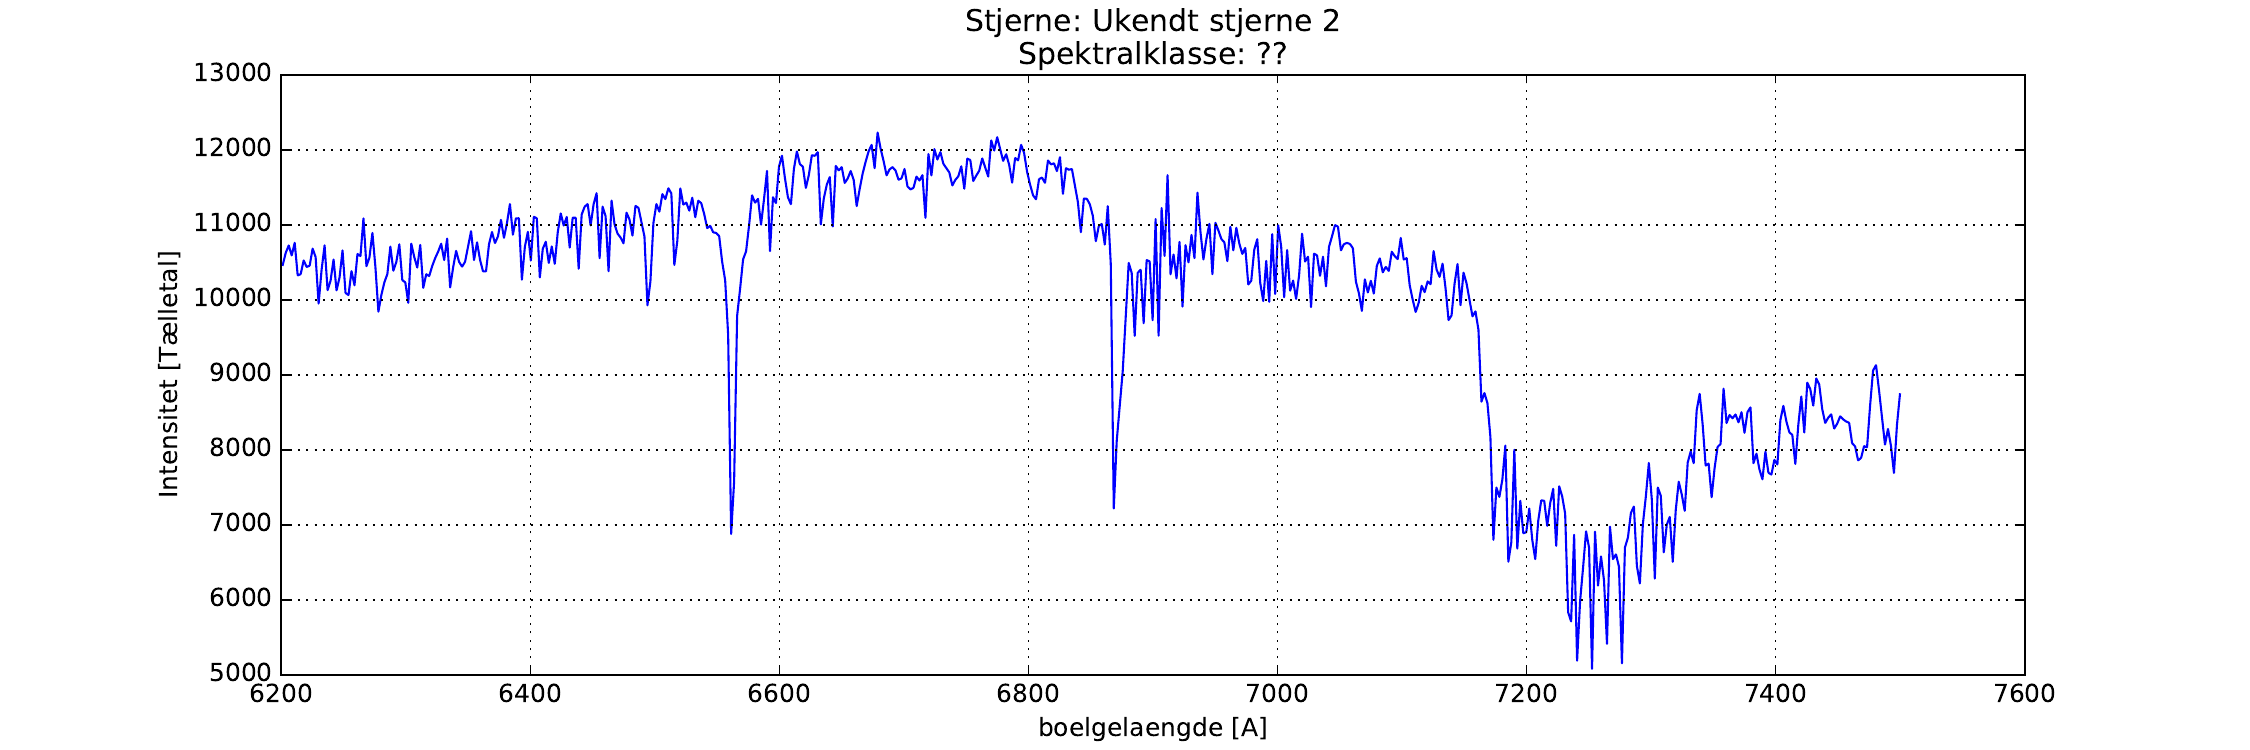 Stjerne: Ukendt stjerne 2
Spektralklasse: ??
13000
12000
11000
10000
9000
8000
7000
6000
5000
Intensitet [Tælletal]
6200 6400 6600 6800 7000 7200 7400 7600
boelgelaengde [A]